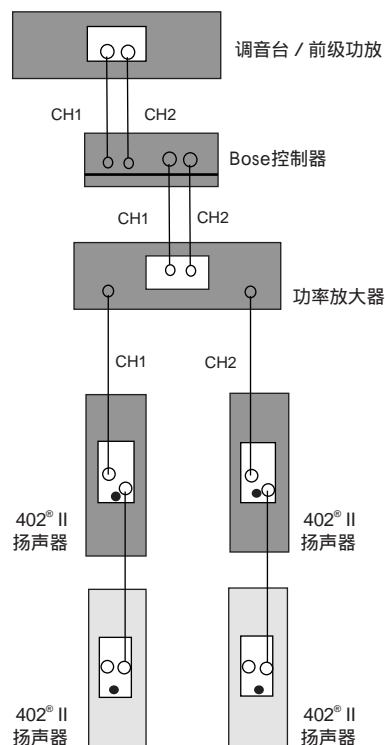 调音台 / 前级功放
CH1
CH2
Bose控制器
CH1
CH2
功率放大器
CH1
CH2
402® II
扬声器
402® II
扬声器
402® II
扬声器
402® II
扬声器